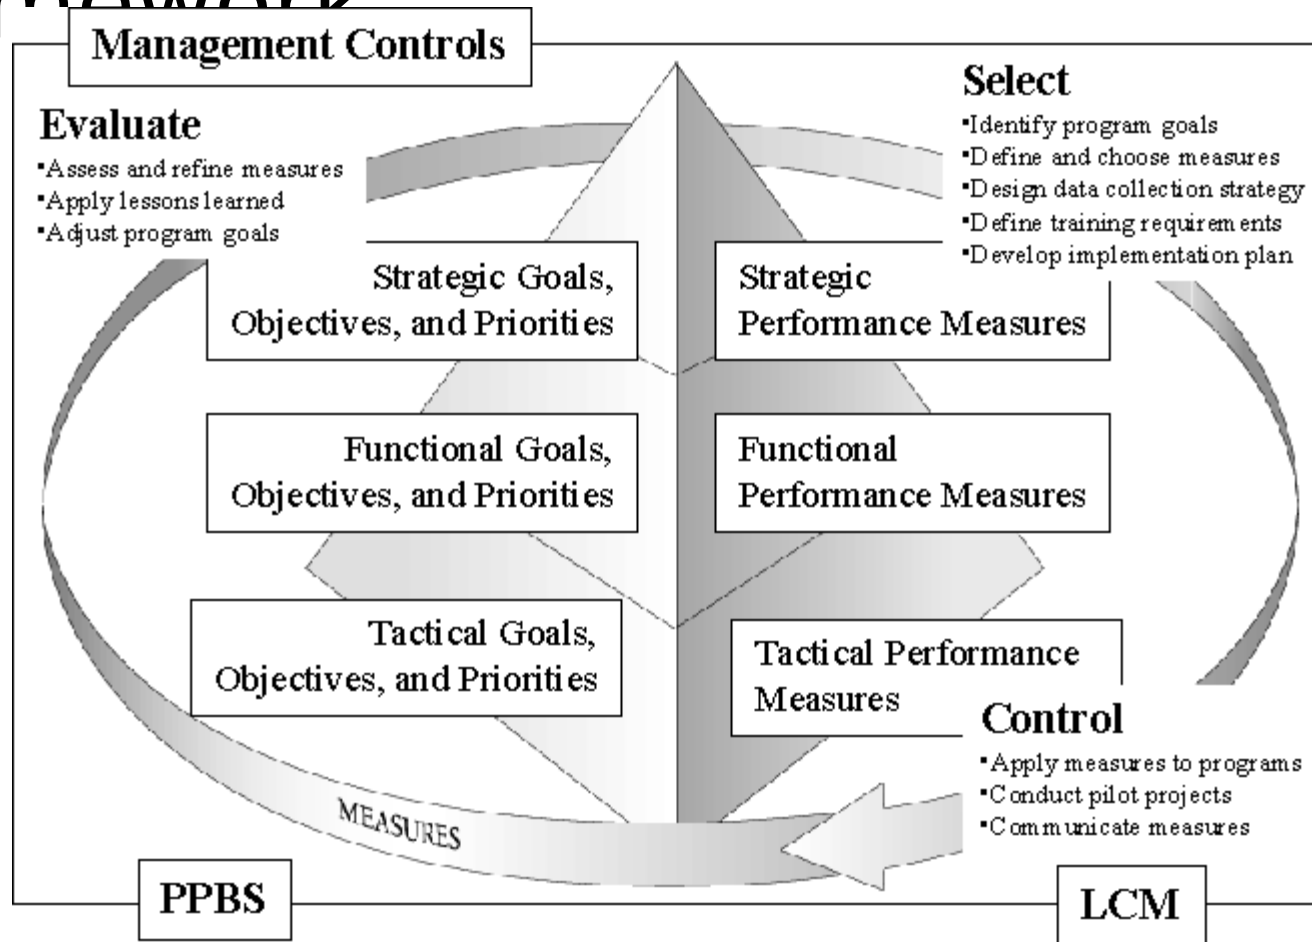 Management Controls
Evaluate
▪Assess and refine measures
▪Apply lessons learned
▪Adjust program goals
Select
▪Identify program goals
▪Define and choose measures
▪Design data collection strategy
▪Define training requirements
▪Develop implementation plan
Strategic Goals,
Objectives, and Priorities
Strategic
Performance Measures
Functional Goals,
Objectives, and Priorities
Functional
Performance Measures
Tactical Goals,
Objectives, and Priorities
Tactical Performance
Measures
Control
▪Apply measures to programs
▪Conduct pilot projects
▪Communicate measures
MEASURES
PPBS
LCM